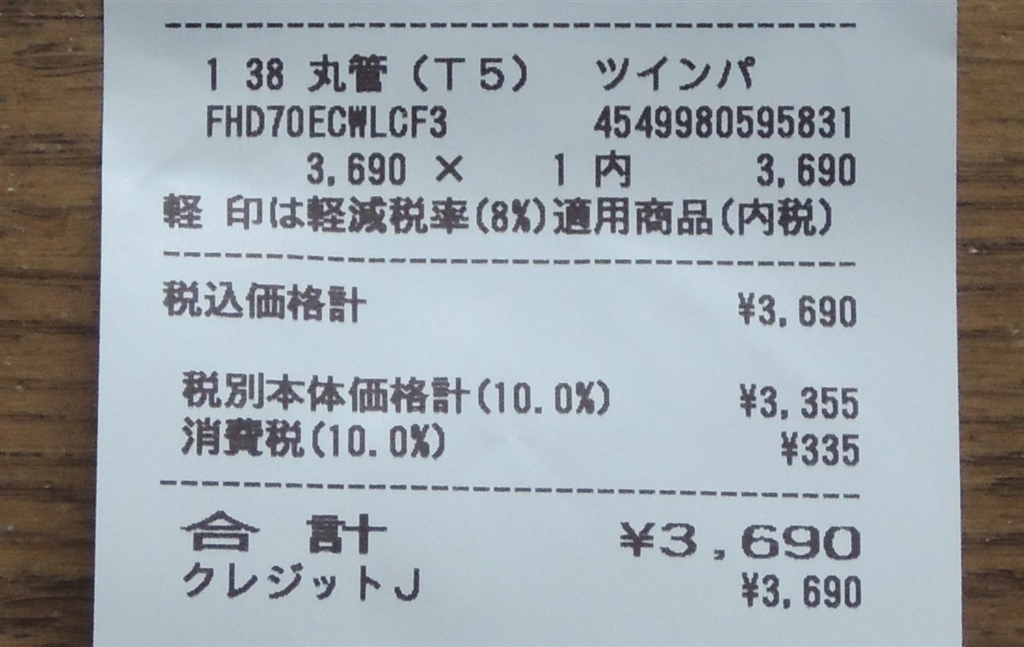 1 38 丸管(T5) ツインパ
FHD70ECWLCF3 4549980595831
3,690 × 1 内 3,690
軽 印は軽減税率(8%)適用商品(内税)
税込価格計 ¥3,690
税別本体価格計(10.0%) ¥3,355
消費税(10.0%) ¥335
合 計 ¥3,690
クレジットJ ¥3,690